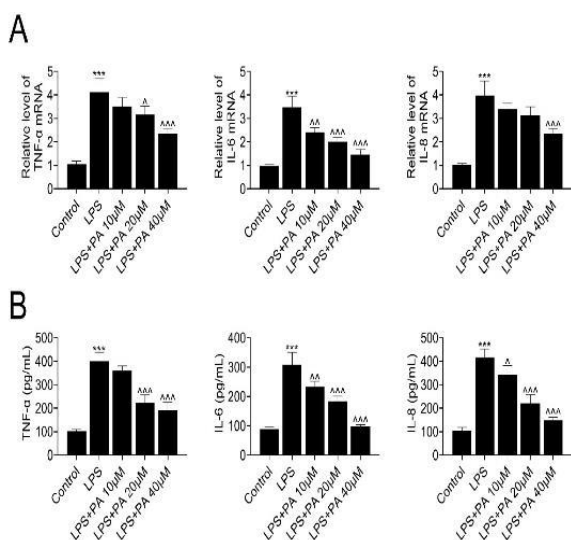 A
Relative level of
TNF-α mRNA
5
4
3
2
1
0
***
^
^^^
Control
LPS
LPS+PA 10μM
LPS+PA 20μM
LPS+PA 40μM
Relative level of
IL-6 mRNA
5
4
3
2
1
0
***
^^
^^^
^^^
Control
LPS
LPS+PA 10μM
LPS+PA 20μM
LPS+PA 40μM
Relative level of
IL-8 mRNA
5
4
3
2
1
0
***
^^^
Control
LPS
LPS+PA 10μM
LPS+PA 20μM
LPS+PA 40μM
B
TNF-α (pg/mL)
500
400
300
200
100
0
***
^^^
^^^
Control
LPS
LPS+PA 10μM
LPS+PA 20μM
LPS+PA 40μM
IL-6 (pg/mL)
400
300
200
100
0
***
^^
^^^
^^^
Control
LPS
LPS+PA 10μM
LPS+PA 20μM
LPS+PA 40μM
IL-8 (pg/mL)
500
400
300
200
100
0
***
^
^^^
^^^
Control
LPS
LPS+PA 10μM
LPS+PA 20μM
LPS+PA 40μM